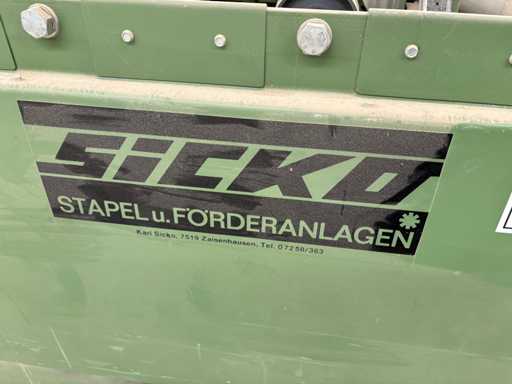 SiCKO
STAPEL u. FÖRDERANLAGEN
Karl Sicko, 7519 Zaisenhausen, Tel. 07258/363